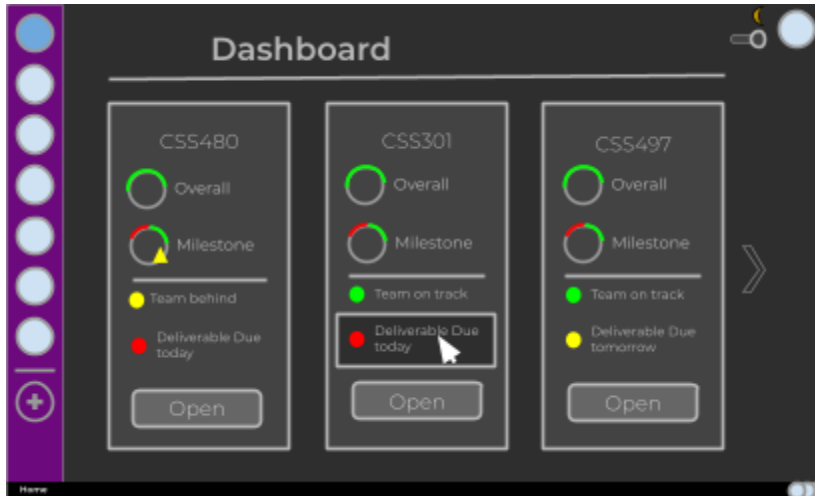 Dashboard
CSS480
Overall
Milestone
Team behind
Deliverable Due
today
Open
CSS301
Overall
Milestone
Team on track
Deliverable Due
today
Open
CSS497
Overall
Milestone
Team on track
Deliverable Due
tomorrow
Open
Home